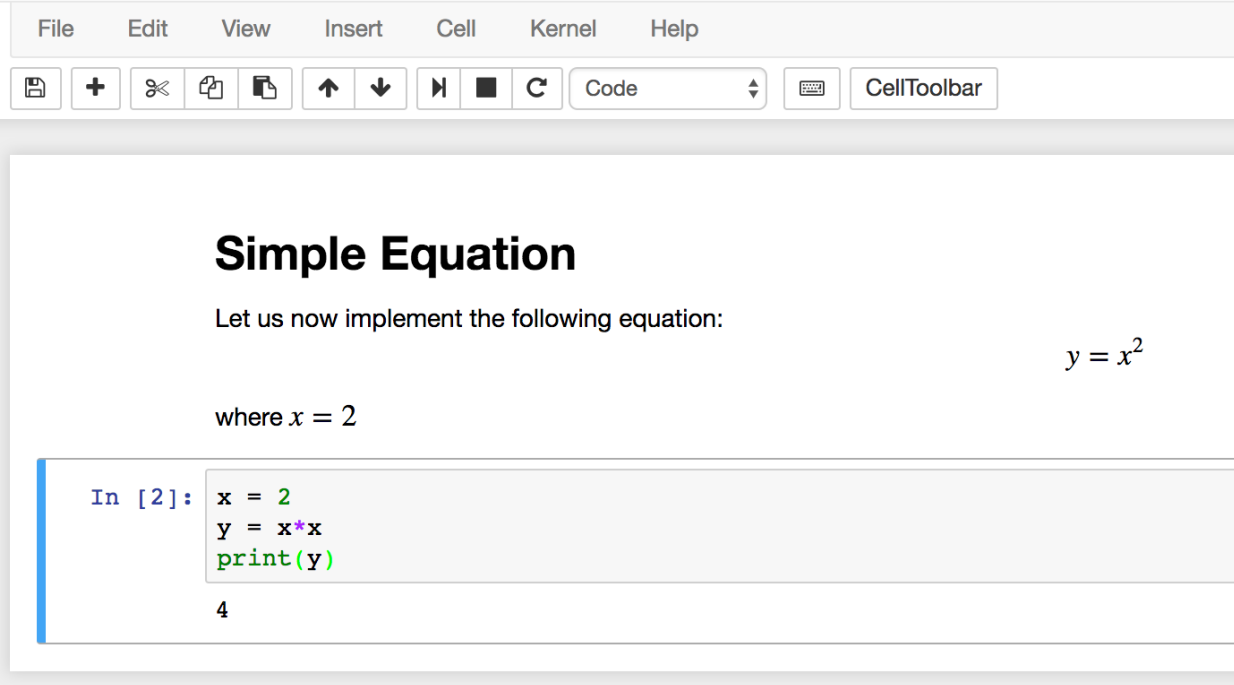 File Edit View Insert Cell Kernel Help
Code CellToolbar
Simple Equation
Let us now implement the following equation:
y = x²
where x = 2
In [2]: x = 2
y = x*x
print(y)
4